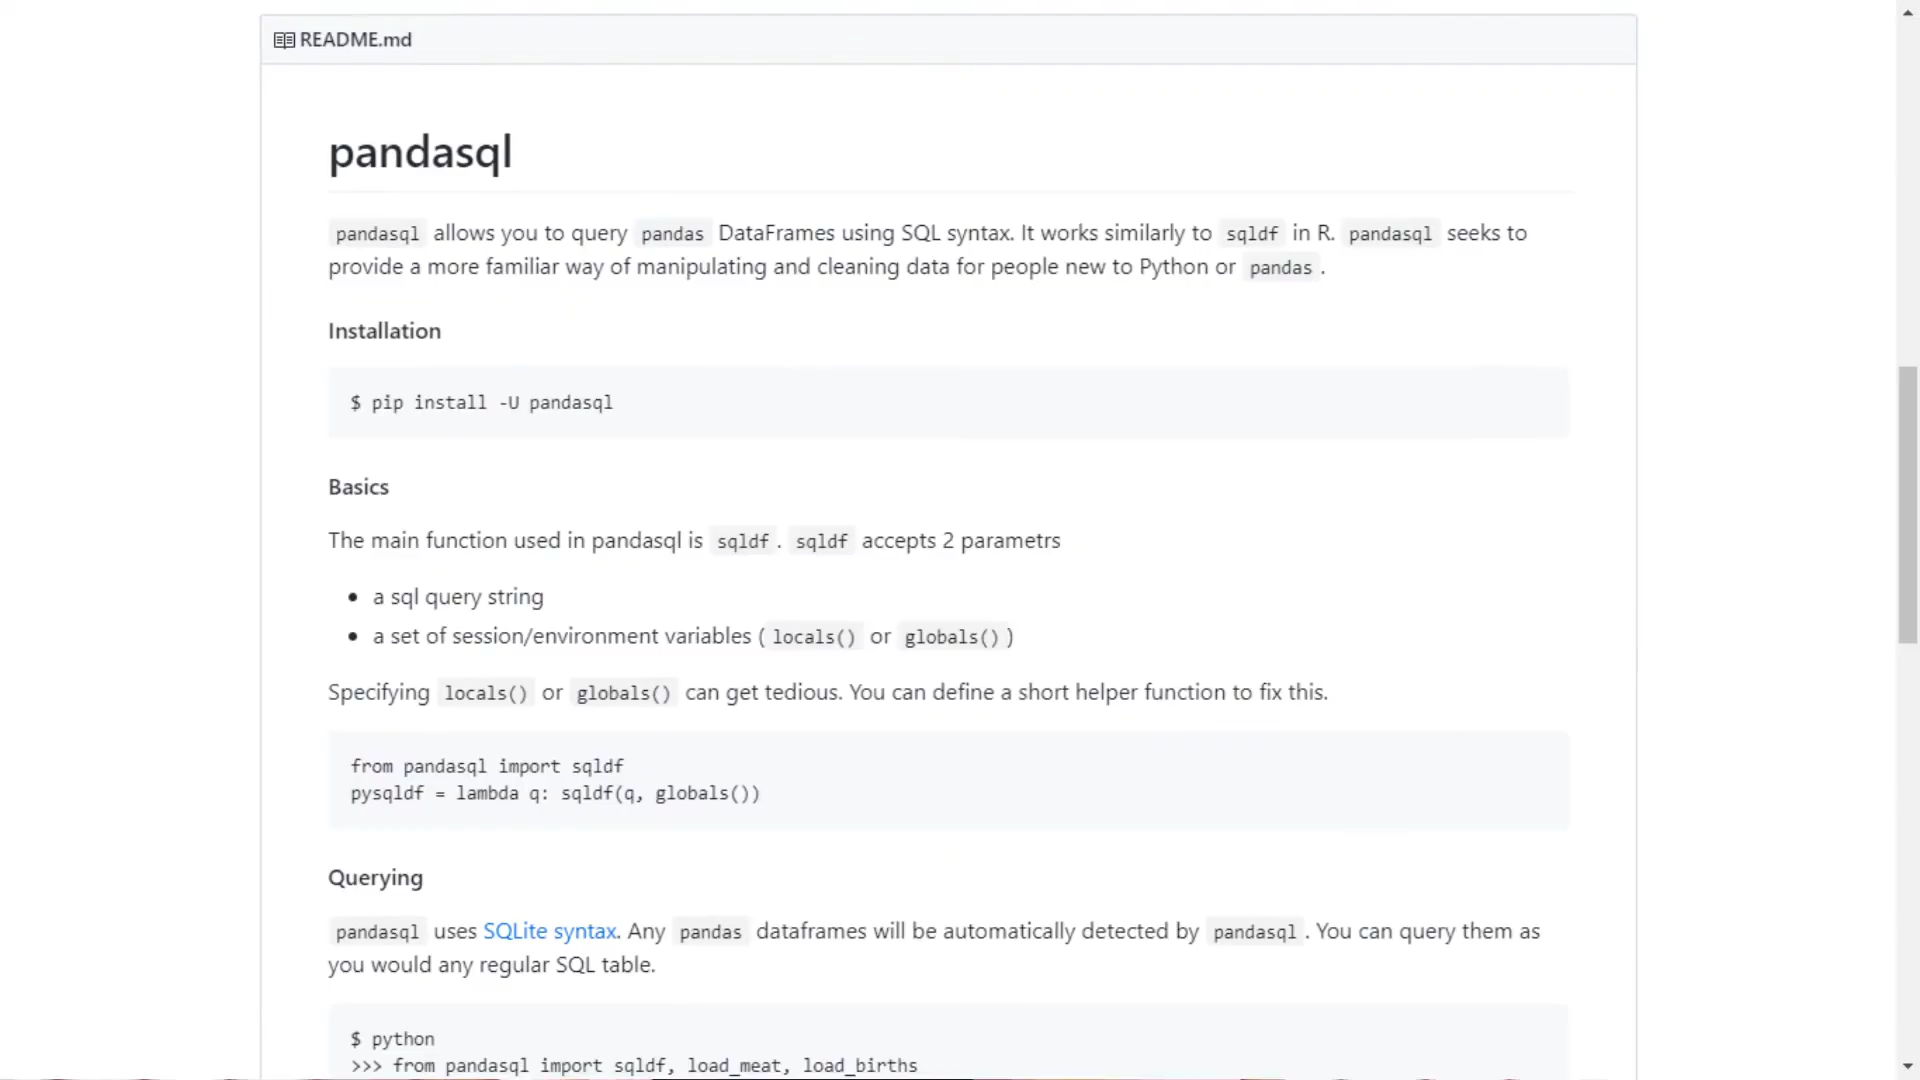 README.md
pandasql
pandasql allows you to query pandas DataFrames using SQL syntax. It works similarly to sqldf in R. pandasql seeks to
provide a more familiar way of manipulating and cleaning data for people new to Python or pandas .
Installation
$ pip install -U pandasql
Basics
The main function used in pandasql is sqldf . sqldf accepts 2 parametrs
• a sql query string
• a set of session/environment variables ( locals() or globals() )
Specifying locals() or globals() can get tedious. You can define a short helper function to fix this.
from pandasql import sqldf
pysqldf = lambda q: sqldf(q, globals())
Querying
pandasql uses SQLite syntax. Any pandas dataframes will be automatically detected by pandasql . You can query them as
you would any regular SQL table.
$ python
>>> from pandasql import sqldf, load_meat, load_births